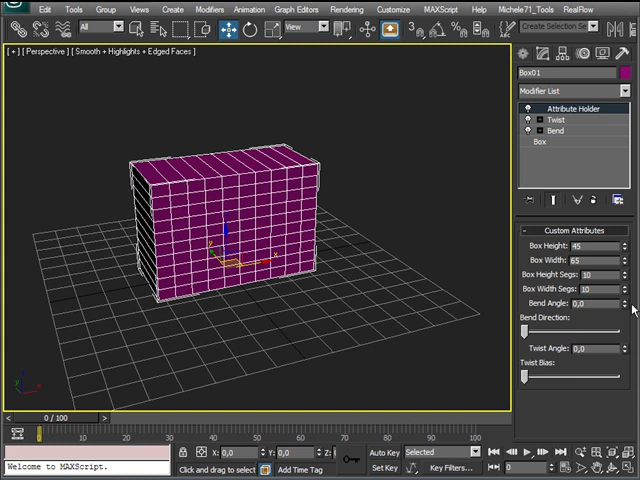 Edit Tools Group Views Create Modifiers Animation Graph Editors Rendering Customize MAXScript Michele71_Tools RealFlow
All View 3 Create Selection Se
[ + ] [ Perspective ] [ Smooth + Highlights + Edged Faces ]
Box01
Modifier List
Attribute Holder
Twist
Bend
Box
- Custom Attributes
Box Height: 45
Box Width: 65
Box Height Segs: 10
Box Width Segs: 10
Bend Angle: 0,0
Bend Direction:
Twist Angle: 0,0
Twist Bias:
z
y
x
< 0 / 100 >
0 10 20 30 40 50 60 70 80 90 100
X: 0,0 Y: 0,0 Z: Auto Key Selected
Welcome to MAXScript. Click and drag to select Add Time Tag Set Key Key Filters... 0